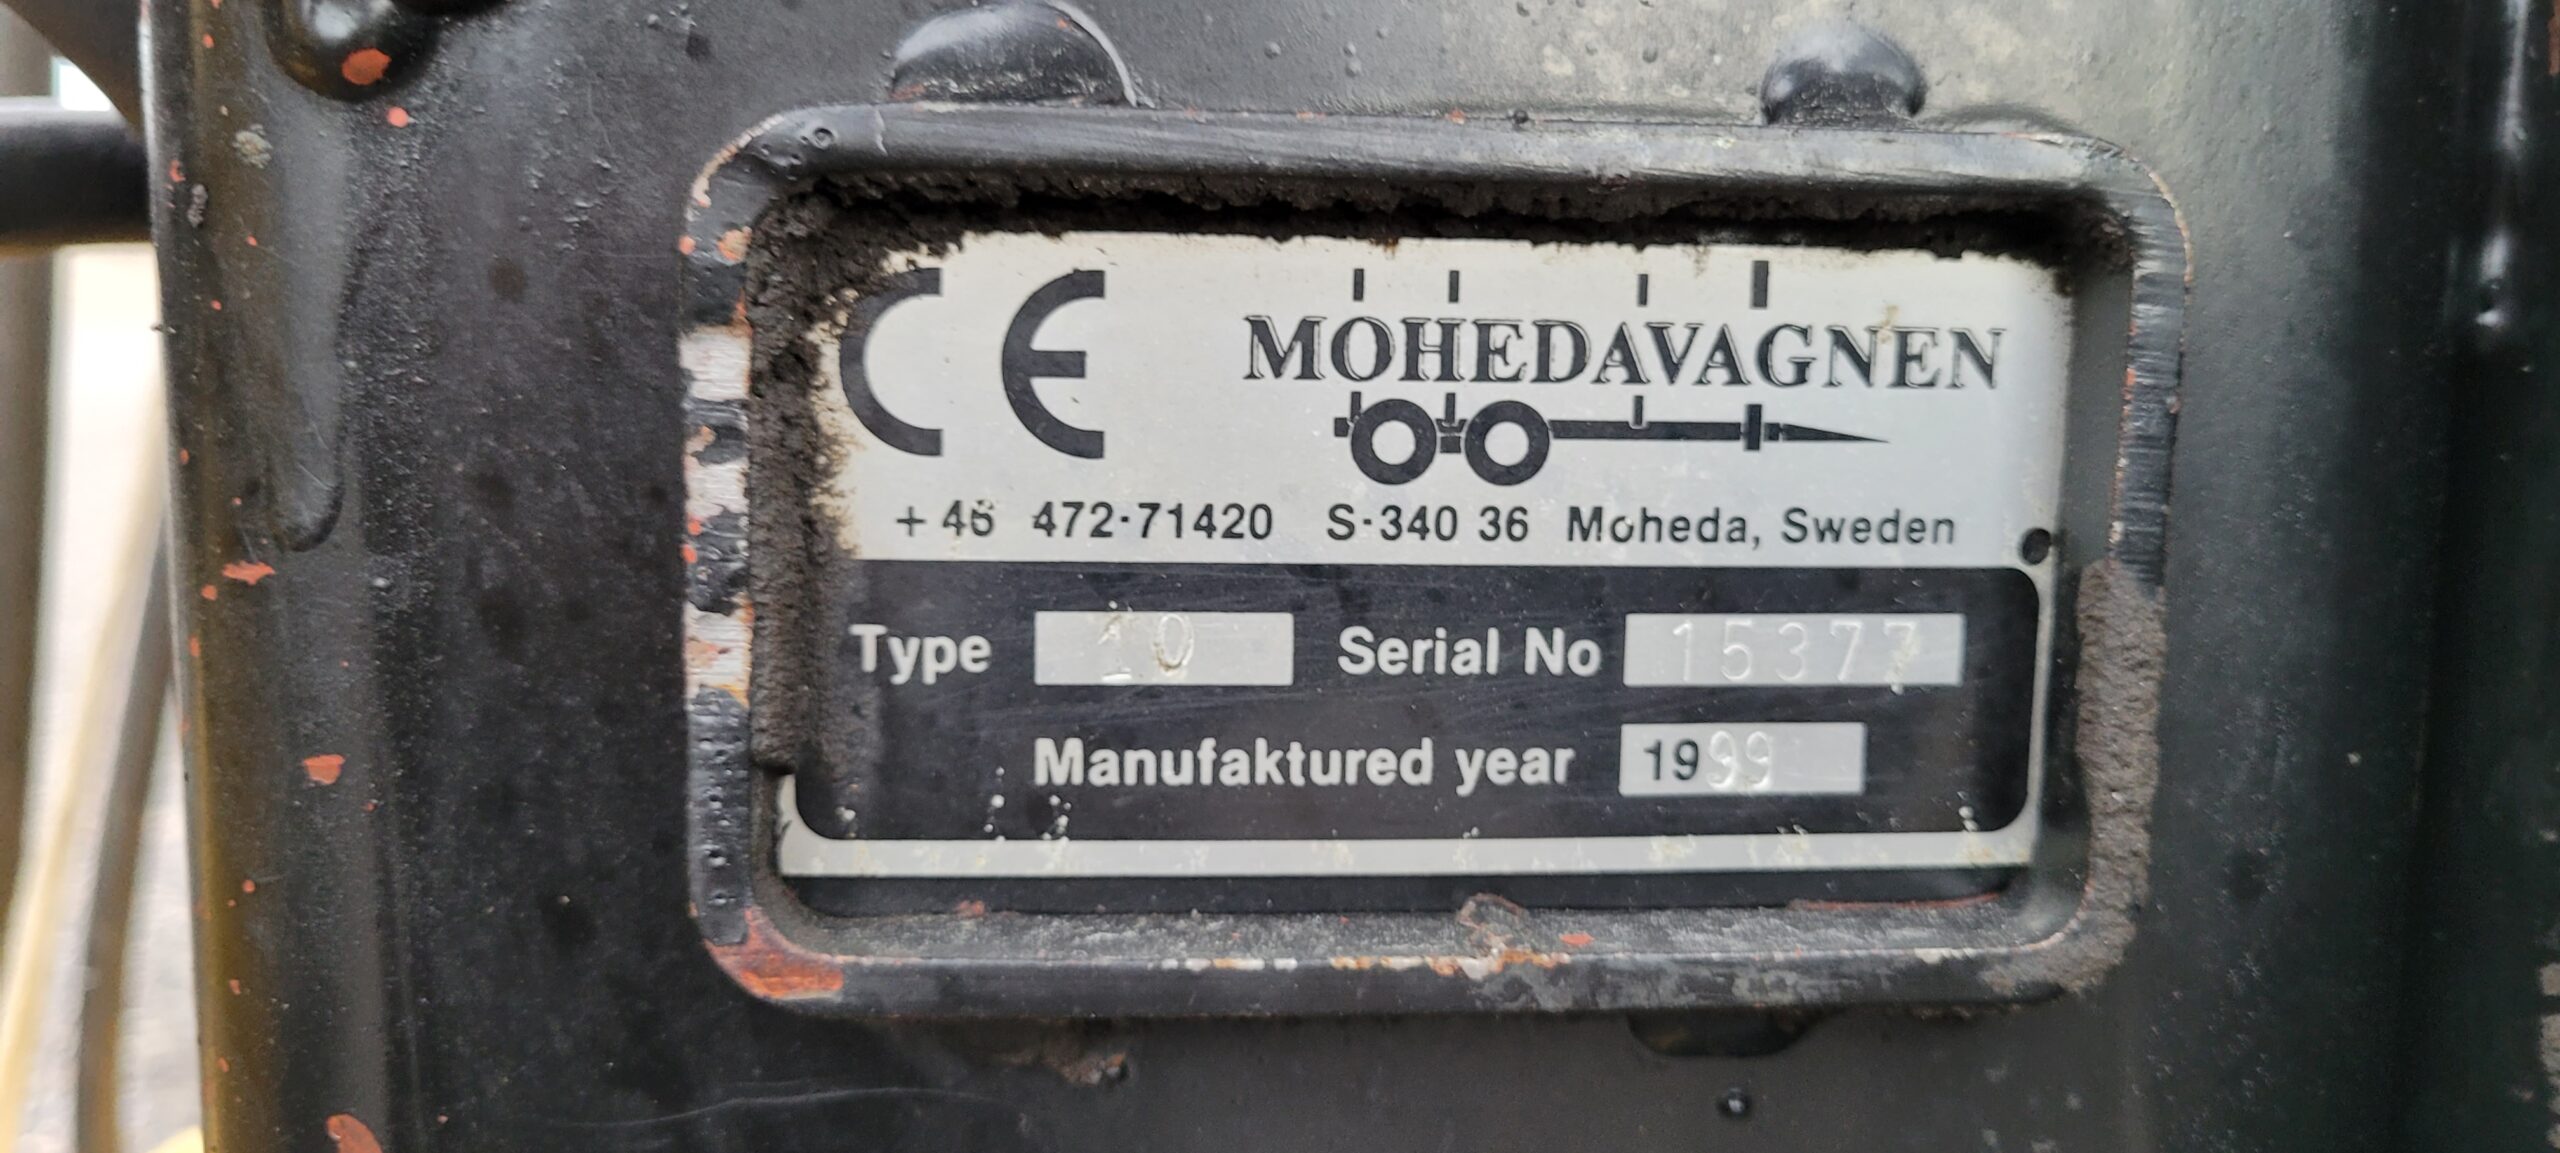 CE MOHEDAVAGNEN
+46 472-71420 S-340 36 Moheda, Sweden
Type 10 Serial No 15377
Manufaktured year 1999